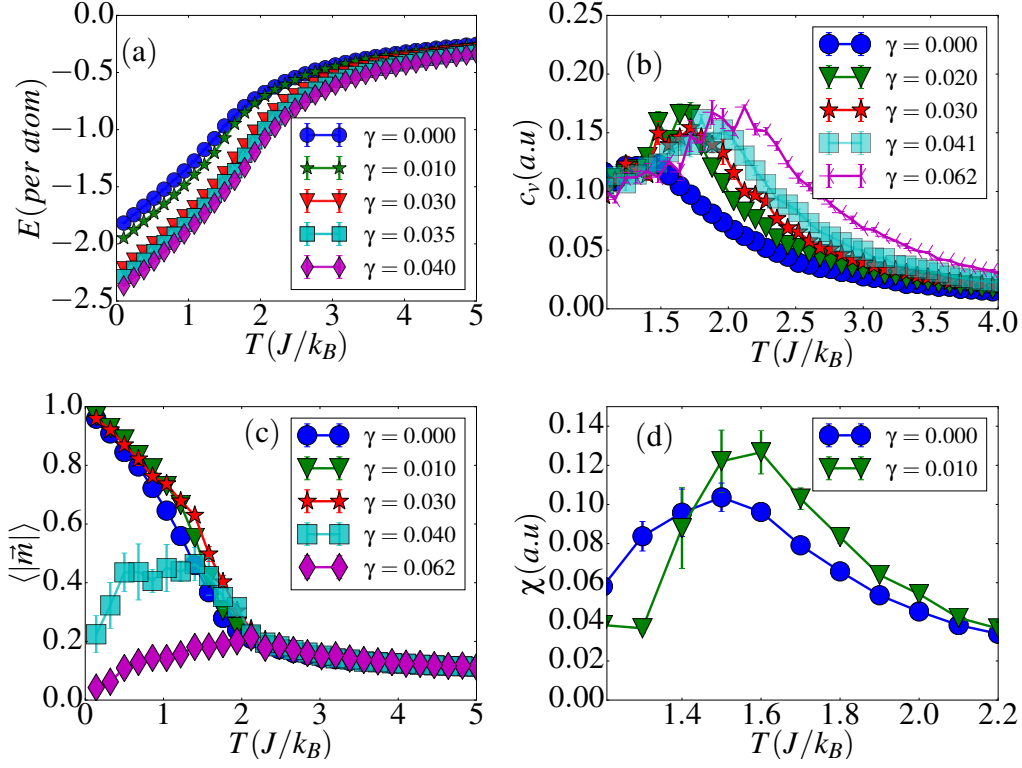 (a)
E(per atom)
0.0
−0.5
−1.0
−1.5
−2.0
−2.5
γ = 0.000
γ = 0.010
γ = 0.030
γ = 0.035
γ = 0.040
0 1 2 3 4 5
T(J/k_B)
(b)
c_v(a.u)
0.25
0.20
0.15
0.10
0.05
0.00
γ = 0.000
γ = 0.020
γ = 0.030
γ = 0.041
γ = 0.062
1.5 2.0 2.5 3.0 3.5 4.0
T(J/k_B)
(c)
⟨|m⃗|⟩
1.0
0.8
0.6
0.4
0.2
0.0
γ = 0.000
γ = 0.010
γ = 0.030
γ = 0.040
γ = 0.062
0 1 2 3 4 5
T(J/k_B)
(d)
χ(a.u)
0.14
0.12
0.10
0.08
0.06
0.04
0.02
0.00
γ = 0.000
γ = 0.010
1.4 1.6 1.8 2.0 2.2
T(J/k_B)